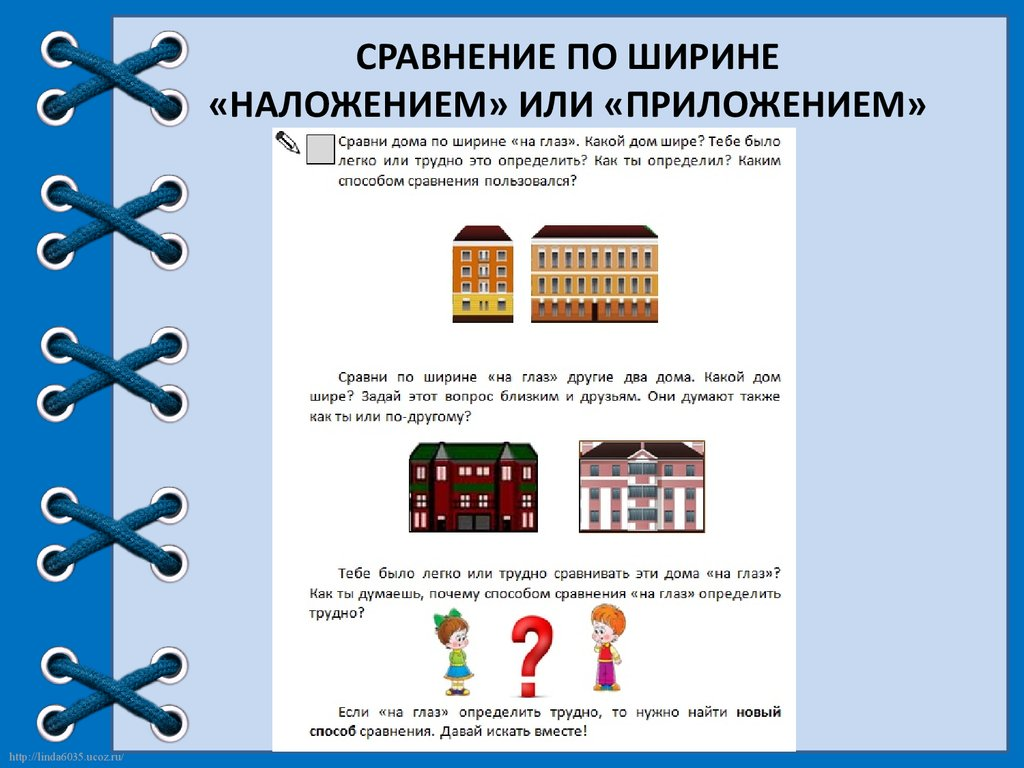 СРАВНЕНИЕ ПО ШИРИНЕ
«НАЛОЖЕНИЕМ» ИЛИ «ПРИЛОЖЕНИЕМ»
Сравни дома по ширине «на глаз». Какой дом шире? Тебе было
легко или трудно это определить? Как ты определил? Каким
способом сравнения пользовался?
Сравни по ширине «на глаз» другие два дома. Какой дом
шире? Задай этот вопрос близким и друзьям. Они думают также
как ты или по-другому?
Тебе было легко или трудно сравнивать эти дома «на глаз»?
Как ты думаешь, почему способом сравнения «на глаз» определить
трудно?
?
Если «на глаз» определить трудно, то нужно найти новый
способ сравнения. Давай искать вместе!
http://linda6035.ucoz.ru/